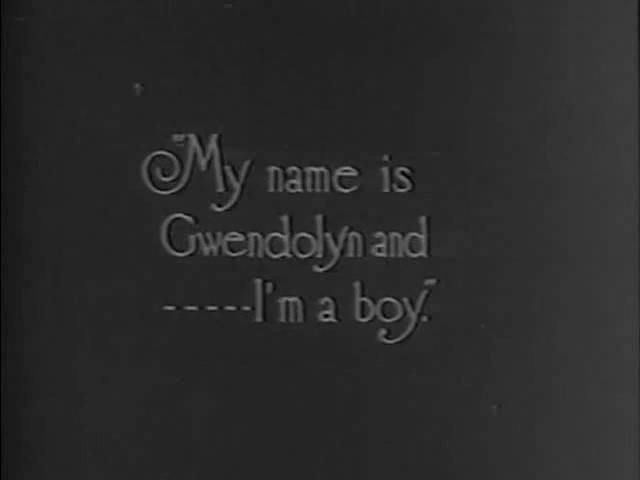 "My name is
Gwendolyn and
-----I'm a boy."